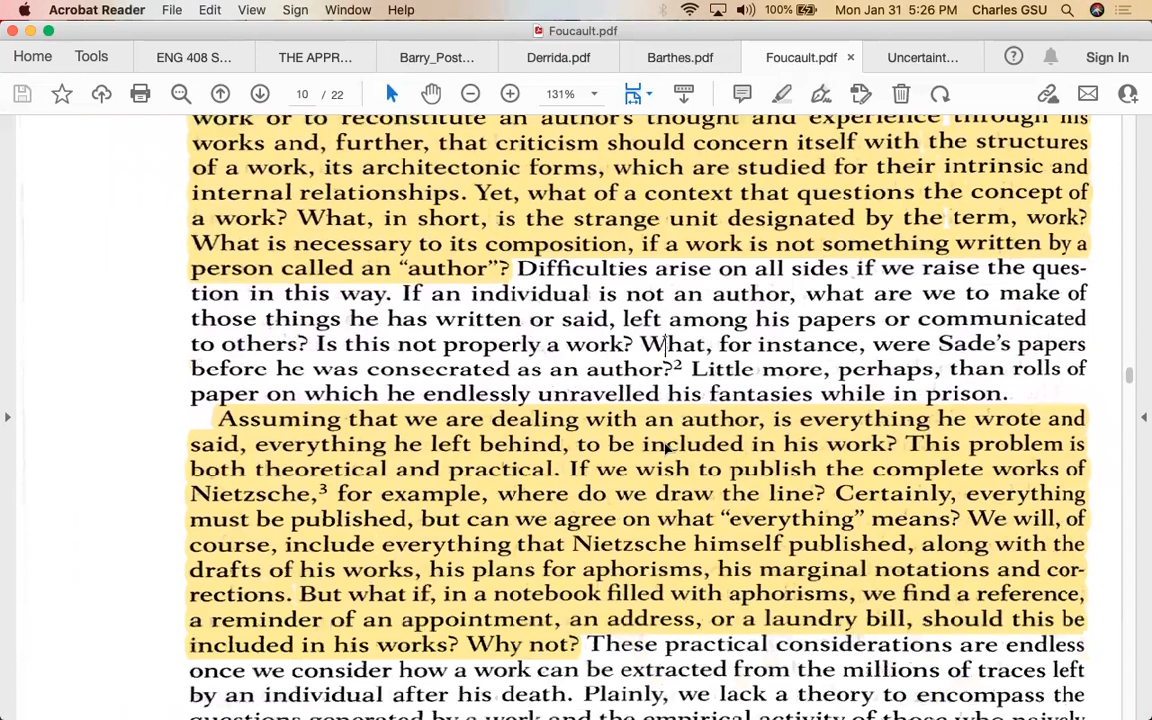 Acrobat Reader File Edit View Sign Window Help 100% Mon Jan 31 5:26 PM Charles GSU
Foucault.pdf
Home Tools ENG 408 S... THE APPR... Barry_Post... Derrida.pdf Barthes.pdf Foucault.pdf × Uncertaint... Sign In
10 / 22 131%
work or to reconstitute an author's thought and experience through his
works and, further, that criticism should concern itself with the structures
of a work, its architectonic forms, which are studied for their intrinsic and
internal relationships. Yet, what of a context that questions the concept of
a work? What, in short, is the strange unit designated by the term, work?
What is necessary to its composition, if a work is not something written by a
person called an “author”? Difficulties arise on all sides if we raise the ques-
tion in this way. If an individual is not an author, what are we to make of
those things he has written or said, left among his papers or communicated
to others? Is this not properly a work? What, for instance, were Sade's papers
before he was consecrated as an author?² Little more, perhaps, than rolls of
paper on which he endlessly unravelled his fantasies while in prison.
Assuming that we are dealing with an author, is everything he wrote and
said, everything he left behind, to be included in his work? This problem is
both theoretical and practical. If we wish to publish the complete works of
Nietzsche,³ for example, where do we draw the line? Certainly, everything
must be published, but can we agree on what “everything” means? We will, of
course, include everything that Nietzsche himself published, along with the
drafts of his works, his plans for aphorisms, his marginal notations and cor-
rections. But what if, in a notebook filled with aphorisms, we find a reference,
a reminder of an appointment, an address, or a laundry bill, should this be
included in his works? Why not? These practical considerations are endless
once we consider how a work can be extracted from the millions of traces left
by an individual after his death. Plainly, we lack a theory to encompass the
questions generated by a work and the empirical activity of those who naively